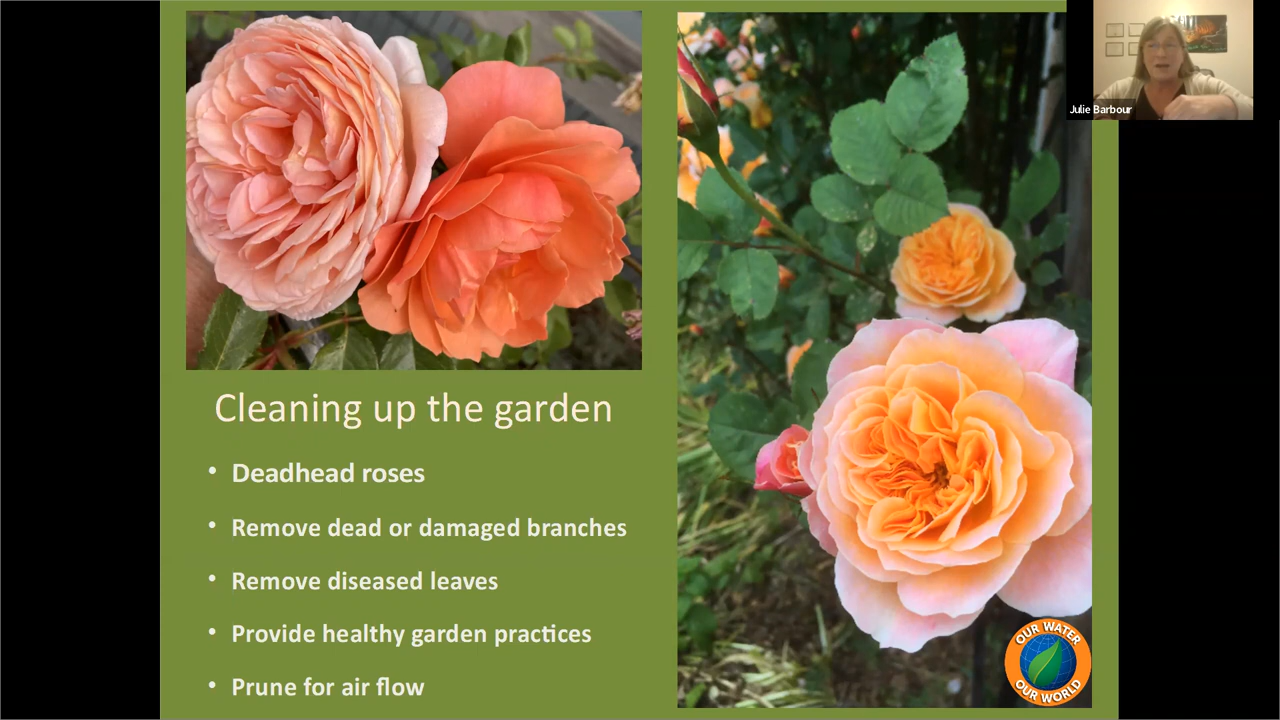 Julie Barbour
Cleaning up the garden
• Deadhead roses
• Remove dead or damaged branches
• Remove diseased leaves
• Provide healthy garden practices
• Prune for air flow
OUR WATER
OUR WORLD